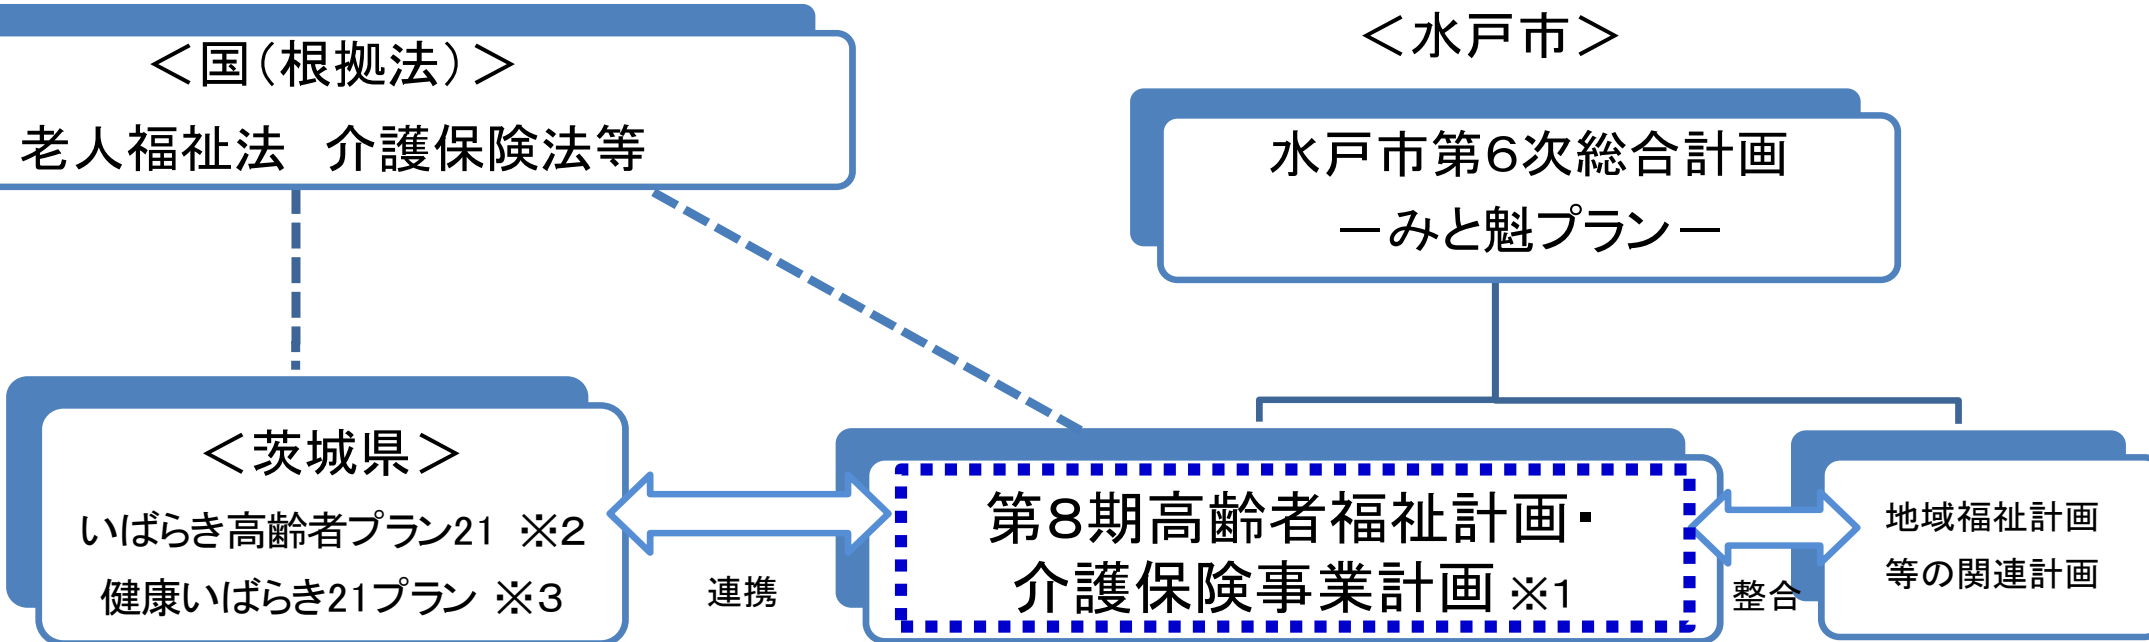 ＜国（根拠法）＞
老人福祉法　介護保険法等
＜水戸市＞
水戸市第６次総合計画
－みと魁プラン－
＜茨城県＞
いばらき高齢者プラン21　※2
健康いばらき21プラン ※3
連携
第８期高齢者福祉計画・
介護保険事業計画 ※1
整合
地域福祉計画
等の関連計画